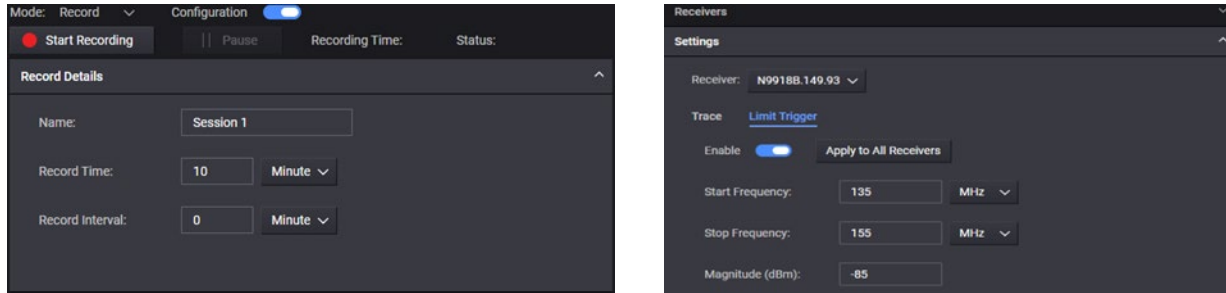 Mode: Record Configuration
Start Recording Pause Recording Time: Status:
Record Details
Name: Session 1
Record Time: 10 Minute
Record Interval: 0 Minute
Receivers
Settings
Receiver: N9918B.149.93
Trace Limit Trigger
Enable Apply to All Receivers
Start Frequency: 135 MHz
Stop Frequency: 155 MHz
Magnitude (dBm): -85